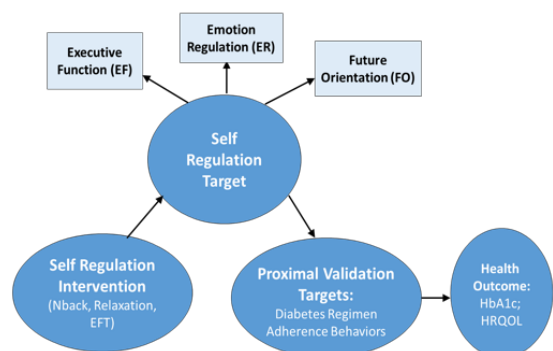 Emotion
Regulation (ER)
Executive
Function (EF)
Future
Orientation (FO)
Self
Regulation
Target
Self Regulation
Intervention
(Nback, Relaxation,
EFT)
Proximal Validation
Targets:
Diabetes Regimen
Adherence Behaviors
Health
Outcome:
HbA1c;
HRQOL